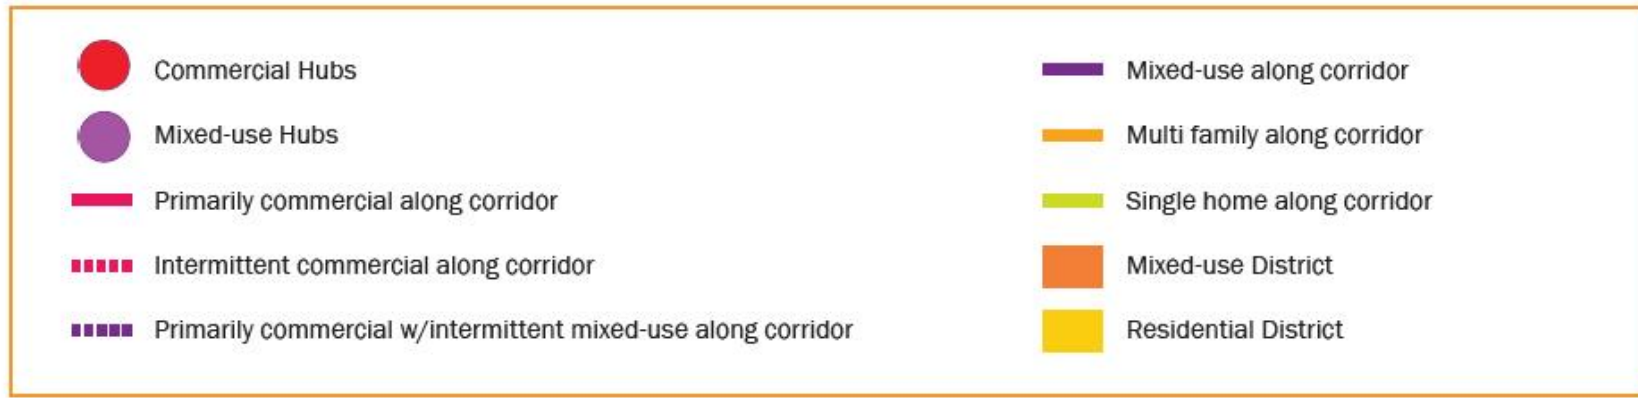 Commercial Hubs
Mixed-use Hubs
Primarily commercial along corridor
Intermittent commercial along corridor
Primarily commercial w/intermittent mixed-use along corridor
Mixed-use along corridor
Multi family along corridor
Single home along corridor
Mixed-use District
Residential District